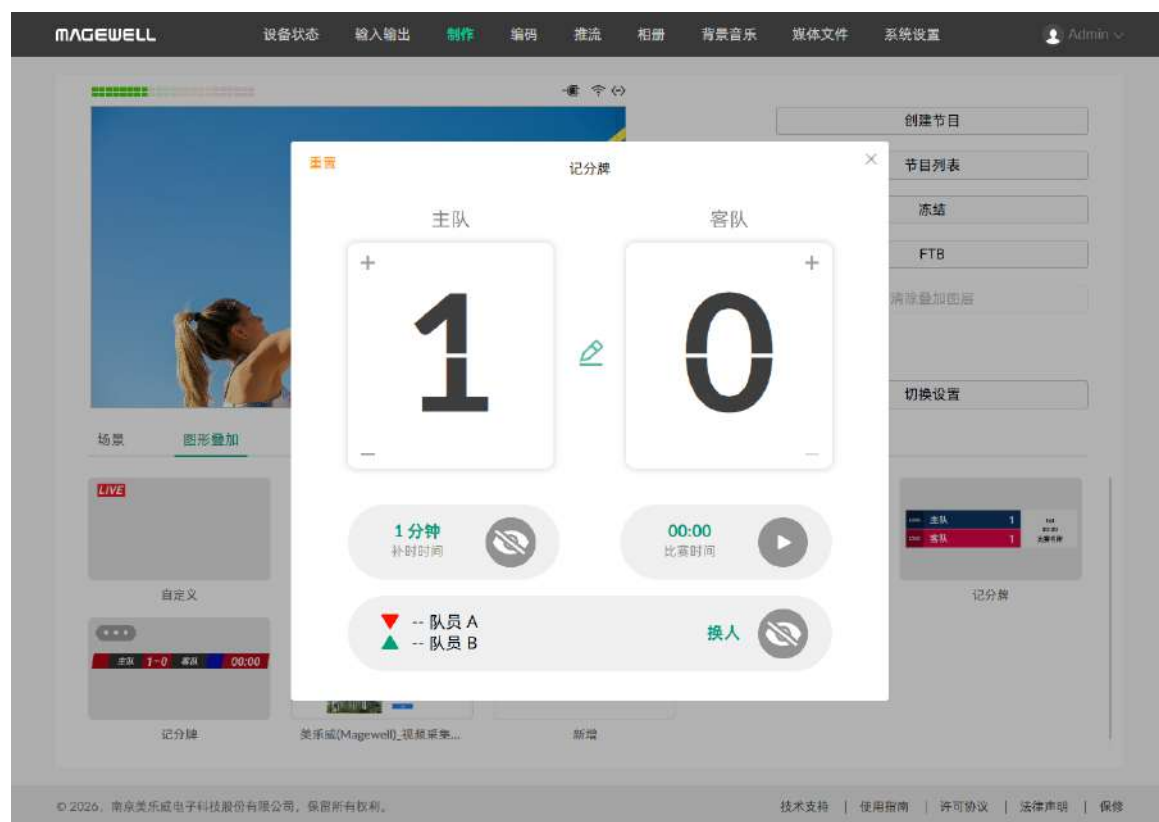 MAGEWELL 设备状态 输入输出 制作 编码 推流 相册 背景音乐 媒体文件 系统设置 Admin
创建节目
节目列表
冻结
FTB
清除叠加图层
切换设置
重置 记分牌
主队 客队
+ +
1 0
— —
1 分钟
补时时间
00:00
比赛时间
-- 队员 A
-- 队员 B
换人
场景 图形叠加
LIVE
自定义
主队 1
客队 1
00:00
记分牌
主队 1-0 客队 00:00
记分牌
美乐威(Magewell)_视频采集...
新增
© 2026，南京美乐威电子科技股份有限公司，保留所有权利。 技术支持 | 使用指南 | 许可协议 | 法律声明 | 保修